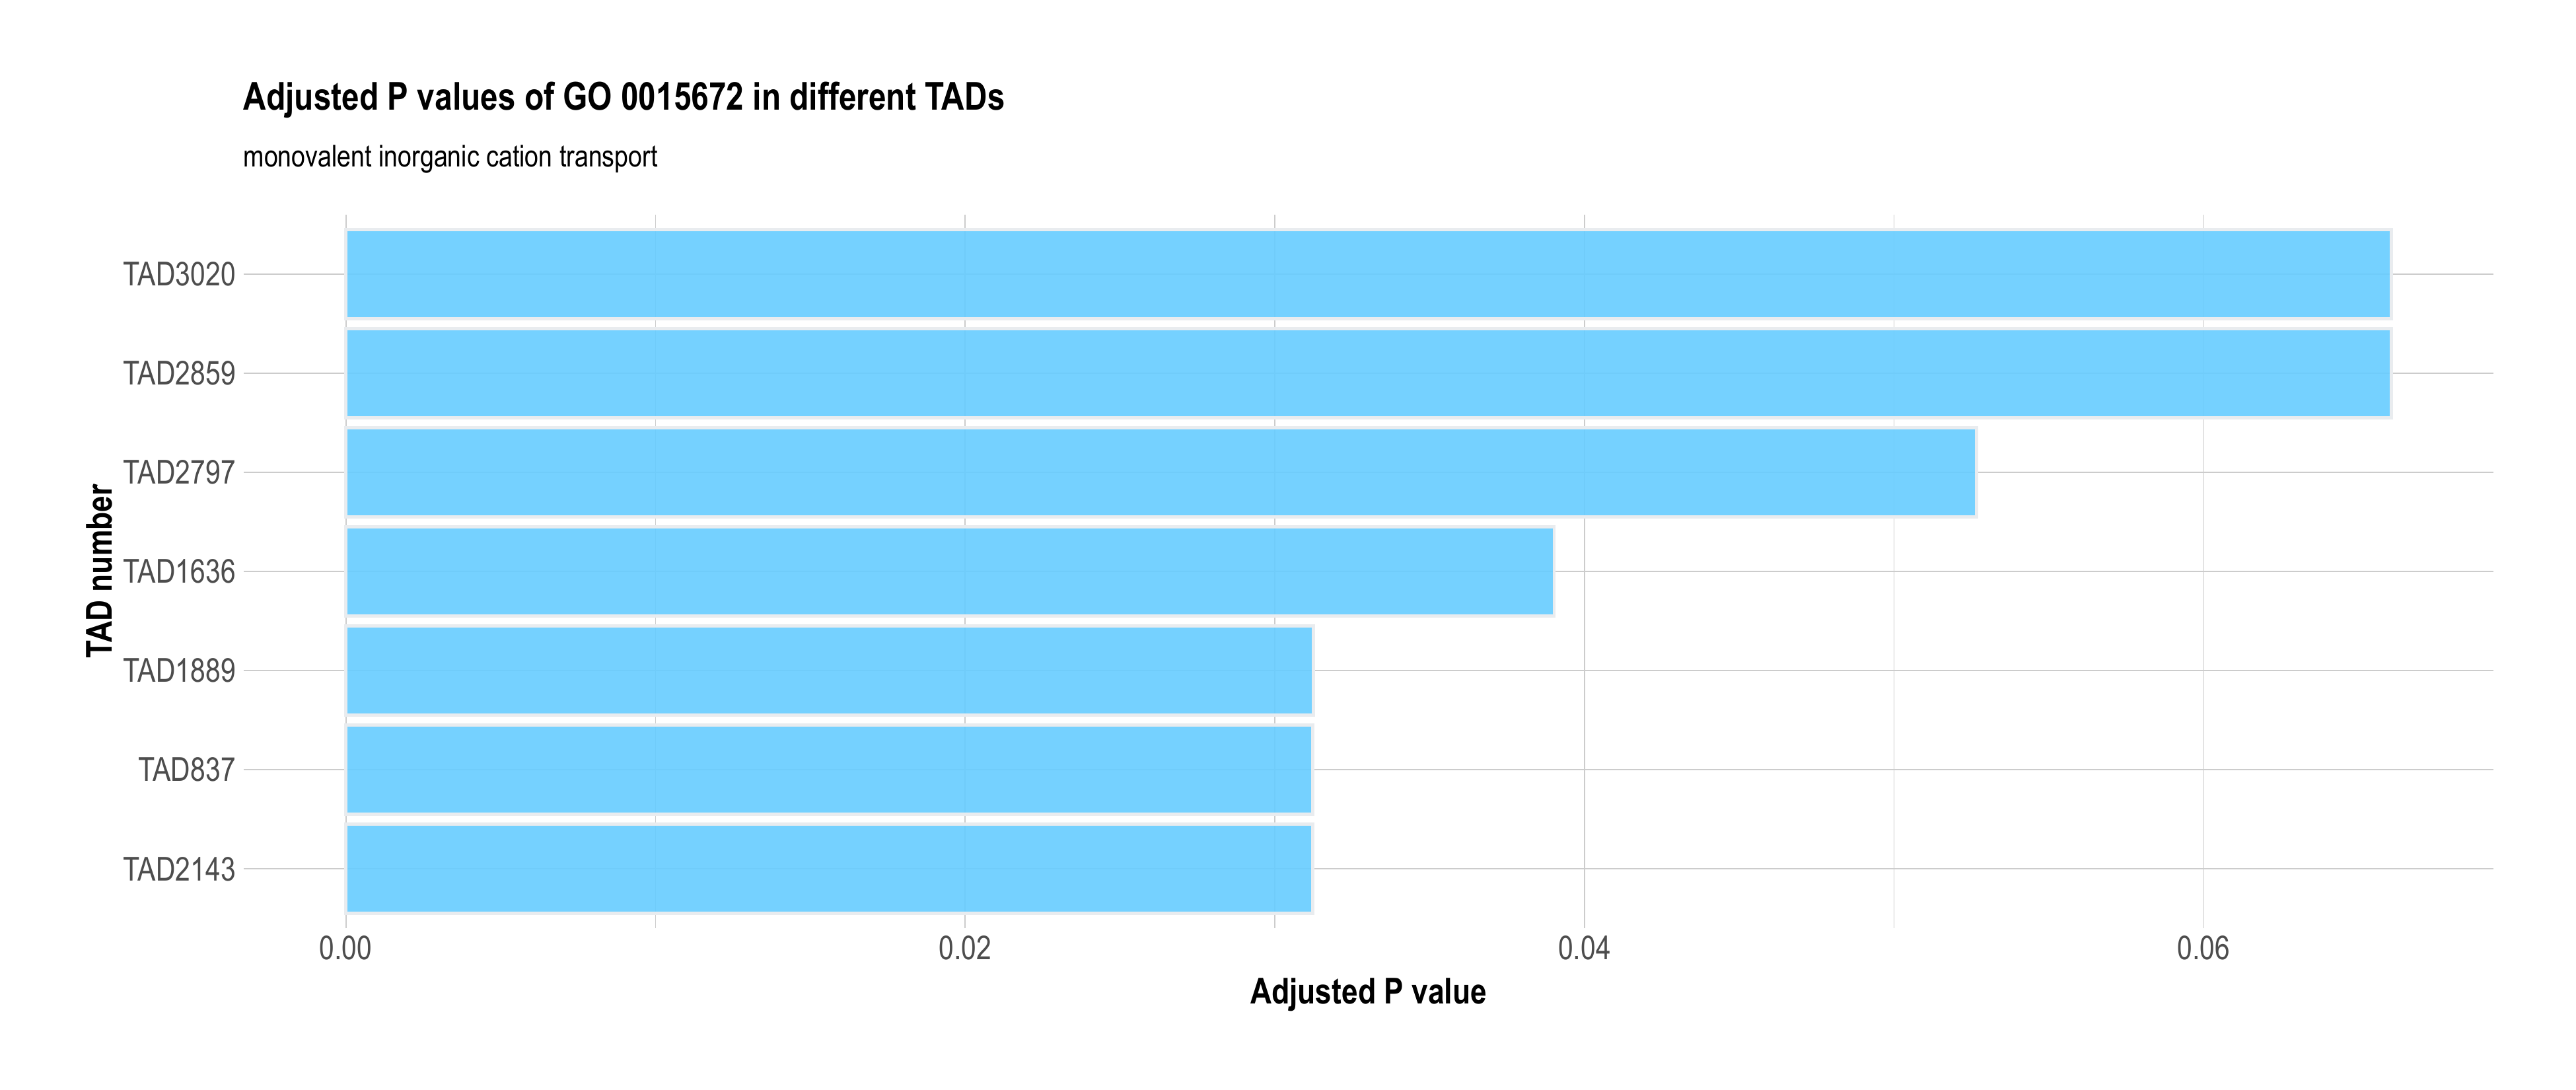 Adjusted P values of GO 0015672 in different TADs
monovalent inorganic cation transport
TAD number
TAD3020
TAD2859
TAD2797
TAD1636
TAD1889
TAD837
TAD2143
0.00 0.02 0.04 0.06
Adjusted P value